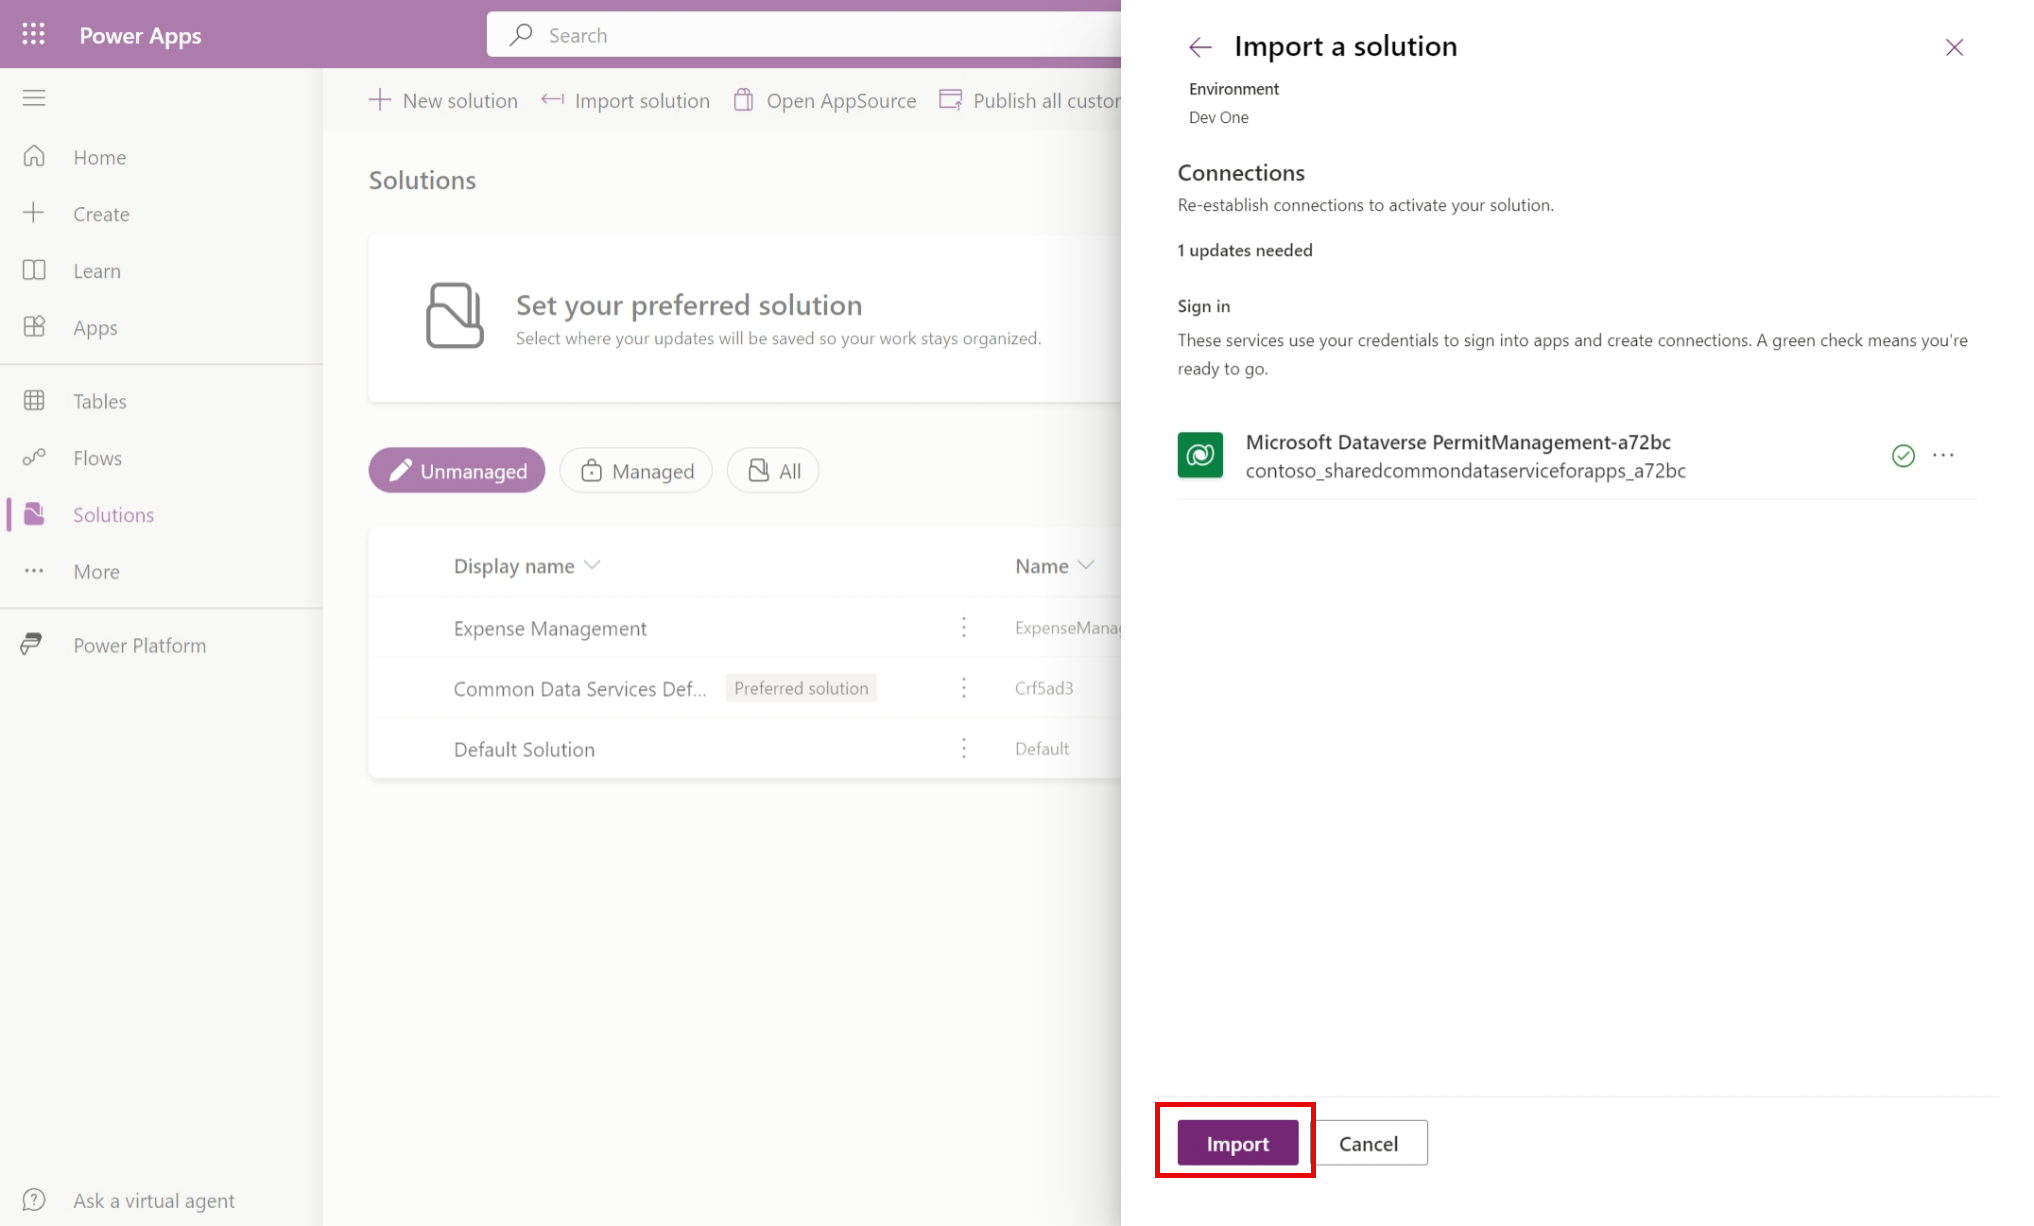 Power Apps
Search
New solution
Import solution
Open AppSource
Publish all custor
Home
Create
Learn
Apps
Tables
Flows
Solutions
More
Power Platform
Ask a virtual agent
Solutions
Set your preferred solution
Select where your updates will be saved so your work stays organized.
Unmanaged
Managed
All
Display name
Name
Expense Management
ExpenseManag
Common Data Services Def...
Preferred solution
Crf5ad3
Default Solution
Default
Import a solution
Environment
Dev One
Connections
Re-establish connections to activate your solution.
1 updates needed
Sign in
These services use your credentials to sign into apps and create connections. A green check means you're
ready to go.
Microsoft Dataverse PermitManagement-a72bc
contoso_sharedcommondataserviceforapps_a72bc
Import
Cancel